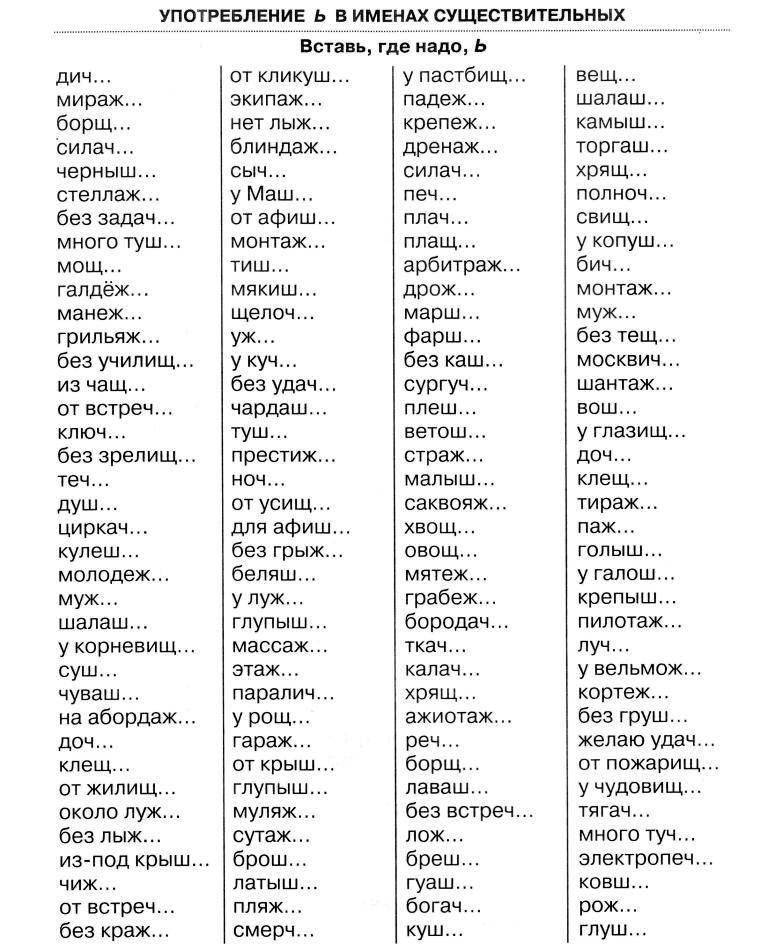 УПОТРЕБЛЕНИЕ Ь В ИМЕНАХ СУЩЕСТВИТЕЛЬНЫХ
Вставь, где надо, Ь
дич...
мираж...
борщ...
силач...
черныш...
стеллаж...
без задач...
много туш...
мощ...
галдёж...
манеж...
грильяж...
без училищ...
из чащ...
от встреч...
ключ...
без зрелищ...
теч...
душ...
циркач...
кулеш...
молодеж...
муж...
шалаш...
у корневищ...
суш...
чуваш...
на абордаж...
доч...
клещ...
от жилищ...
около луж...
без лыж...
из-под крыш...
чиж...
от встреч...
без краж...
от кликуш...
экипаж...
нет лыж...
блиндаж...
сыч...
у Маш...
от афиш...
монтаж...
тиш...
мякиш...
щелоч...
уж...
у куч...
без удач...
чардаш...
туш...
престиж...
ноч...
от усищ...
для афиш...
без грыж...
беляш...
у луж...
глупыш...
массаж...
этаж...
паралич...
у рощ...
гараж...
от крыш...
глупыш...
муляж...
сутаж...
брош...
латыш...
пляж...
смерч...
у пастбищ...
падеж...
крепеж...
дренаж...
силач...
печ...
плач...
плащ...
арбитраж...
дрож...
марш...
фарш...
без каш...
сургуч...
плеш...
ветош...
страж...
малыш...
саквояж...
хвощ...
овощ...
мятеж...
грабеж...
бородач...
ткач...
калач...
хрящ...
ажиотаж...
реч...
борщ...
лаваш...
без встреч...
лож...
бреш...
гуаш...
богач...
куш...
вещ...
шалаш...
камыш...
торгаш...
хрящ...
полноч...
свищ...
у копуш...
бич...
монтаж...
муж...
без тещ...
москвич...
шантаж...
вош...
у глазищ...
доч...
клещ...
тираж...
паж...
голыш...
у галош...
крепыш...
пилотаж...
луч...
у вельмож...
кортеж...
без груш...
желаю удач...
от пожарищ...
у чудовищ...
тягач...
много туч...
электропеч...
ковш...
рож...
глуш...